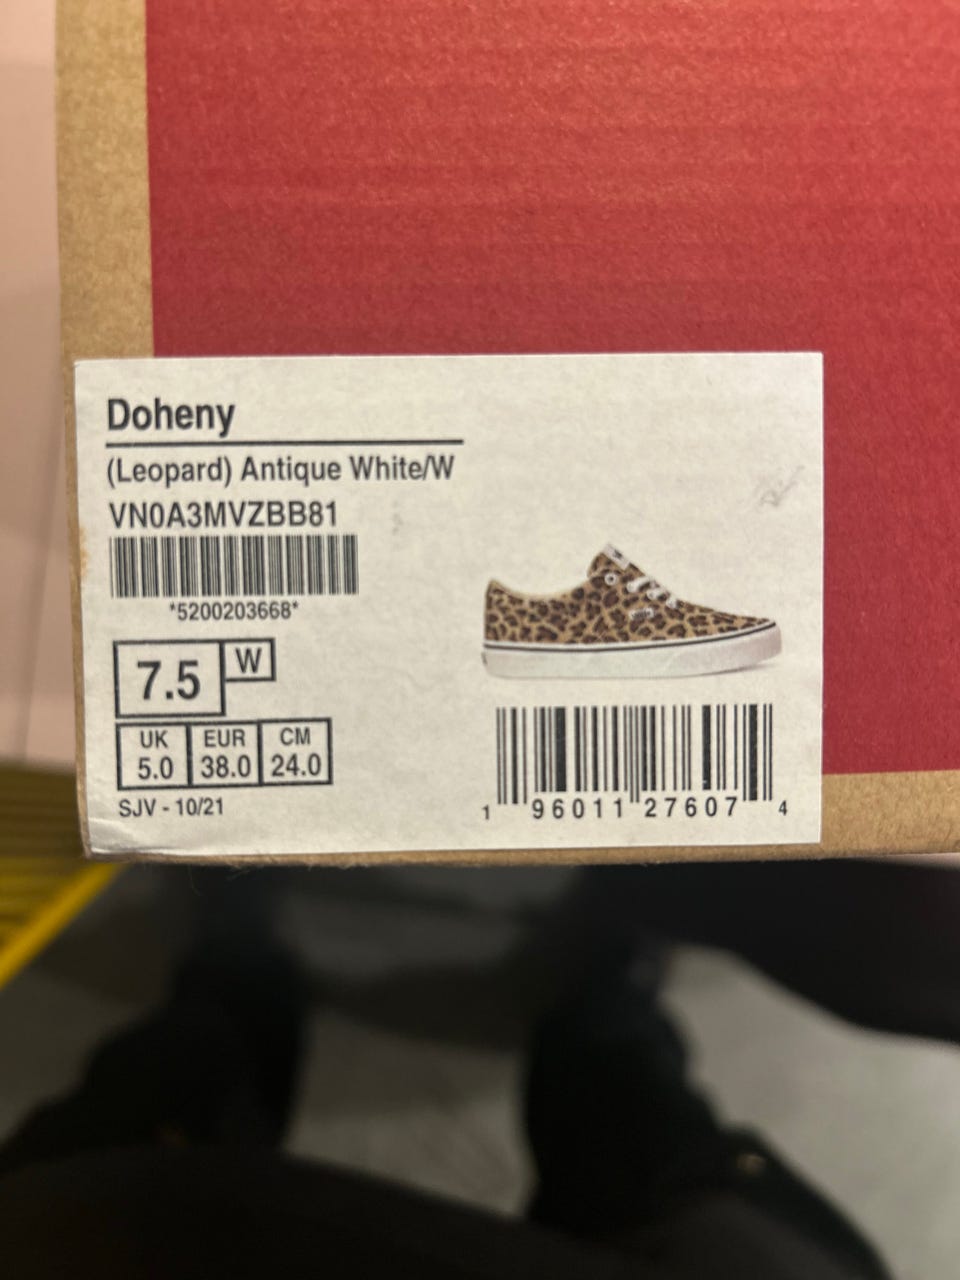 Doheny
(Leopard) Antique White/W
VN0A3MVZBB81
*5200203668*
7.5 W
UK EUR CM
5.0 38.0 24.0
SJV - 10/21
1 96011 27607 4